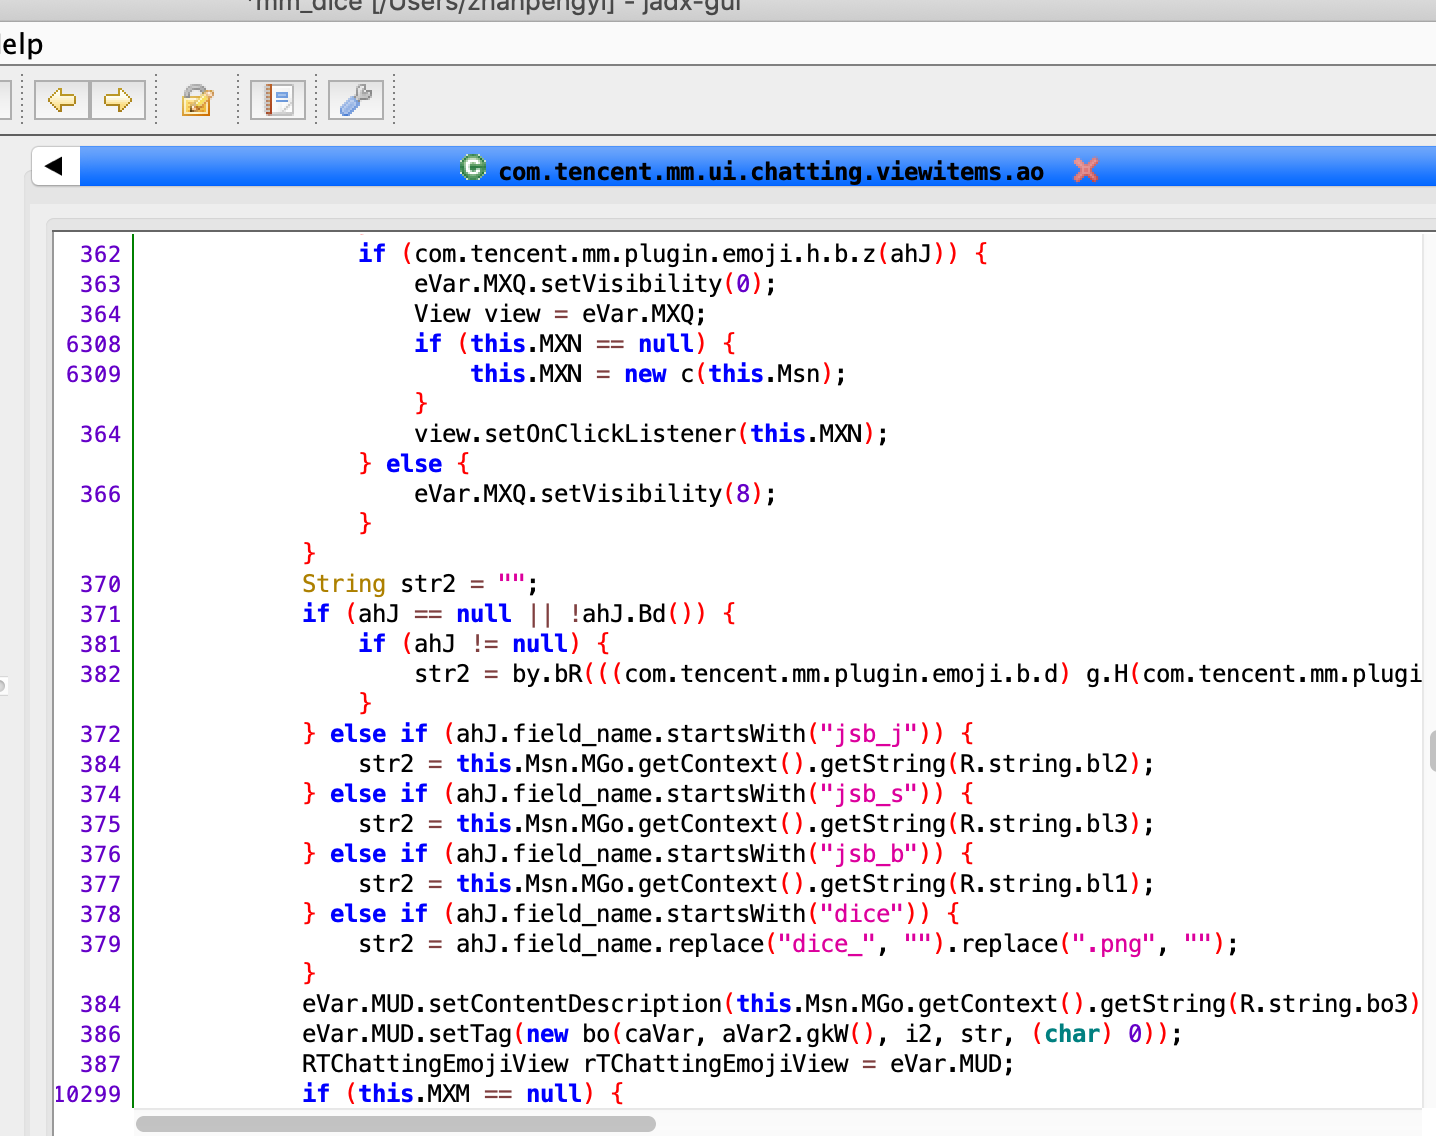 *mm_dice [/Users/zhanpengyi] - jadx-gui
Help
com.tencent.mm.ui.chatting.viewitems.ao
362 if (com.tencent.mm.plugin.emoji.h.b.z(ahJ)) {
363 eVar.MXQ.setVisibility(0);
364 View view = eVar.MXQ;
6308 if (this.MXN == null) {
6309 this.MXN = new c(this.Msn);
}
364 view.setOnClickListener(this.MXN);
} else {
366 eVar.MXQ.setVisibility(8);
}
}
370 String str2 = "";
371 if (ahJ == null || !ahJ.Bd()) {
381 if (ahJ != null) {
382 str2 = by.bR(((com.tencent.mm.plugin.emoji.b.d) g.H(com.tencent.mm.plugi
}
372 } else if (ahJ.field_name.startsWith("jsb_j")) {
384 str2 = this.Msn.MGo.getContext().getString(R.string.bl2);
374 } else if (ahJ.field_name.startsWith("jsb_s")) {
375 str2 = this.Msn.MGo.getContext().getString(R.string.bl3);
376 } else if (ahJ.field_name.startsWith("jsb_b")) {
377 str2 = this.Msn.MGo.getContext().getString(R.string.bl1);
378 } else if (ahJ.field_name.startsWith("dice")) {
379 str2 = ahJ.field_name.replace("dice_", "").replace(".png", "");
}
384 eVar.MUD.setContentDescription(this.Msn.MGo.getContext().getString(R.string.bo3)
386 eVar.MUD.setTag(new bo(caVar, aVar2.gkW(), i2, str, (char) 0));
387 RTChattingEmojiView rTChattingEmojiView = eVar.MUD;
10299 if (this.MXM == null) {